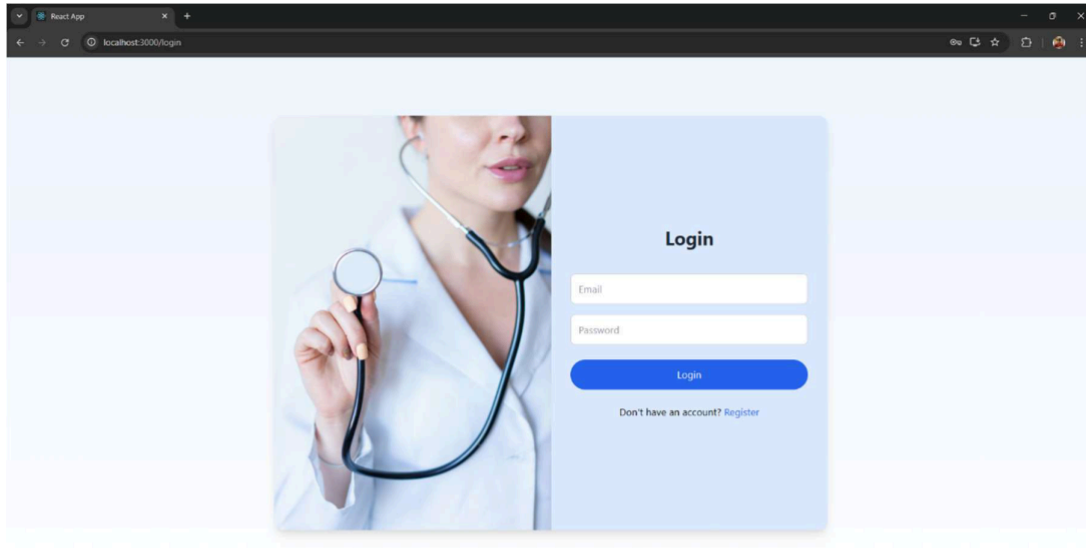 React App
localhost:3000/login
Login
Email
Password
Login
Don't have an account? Register